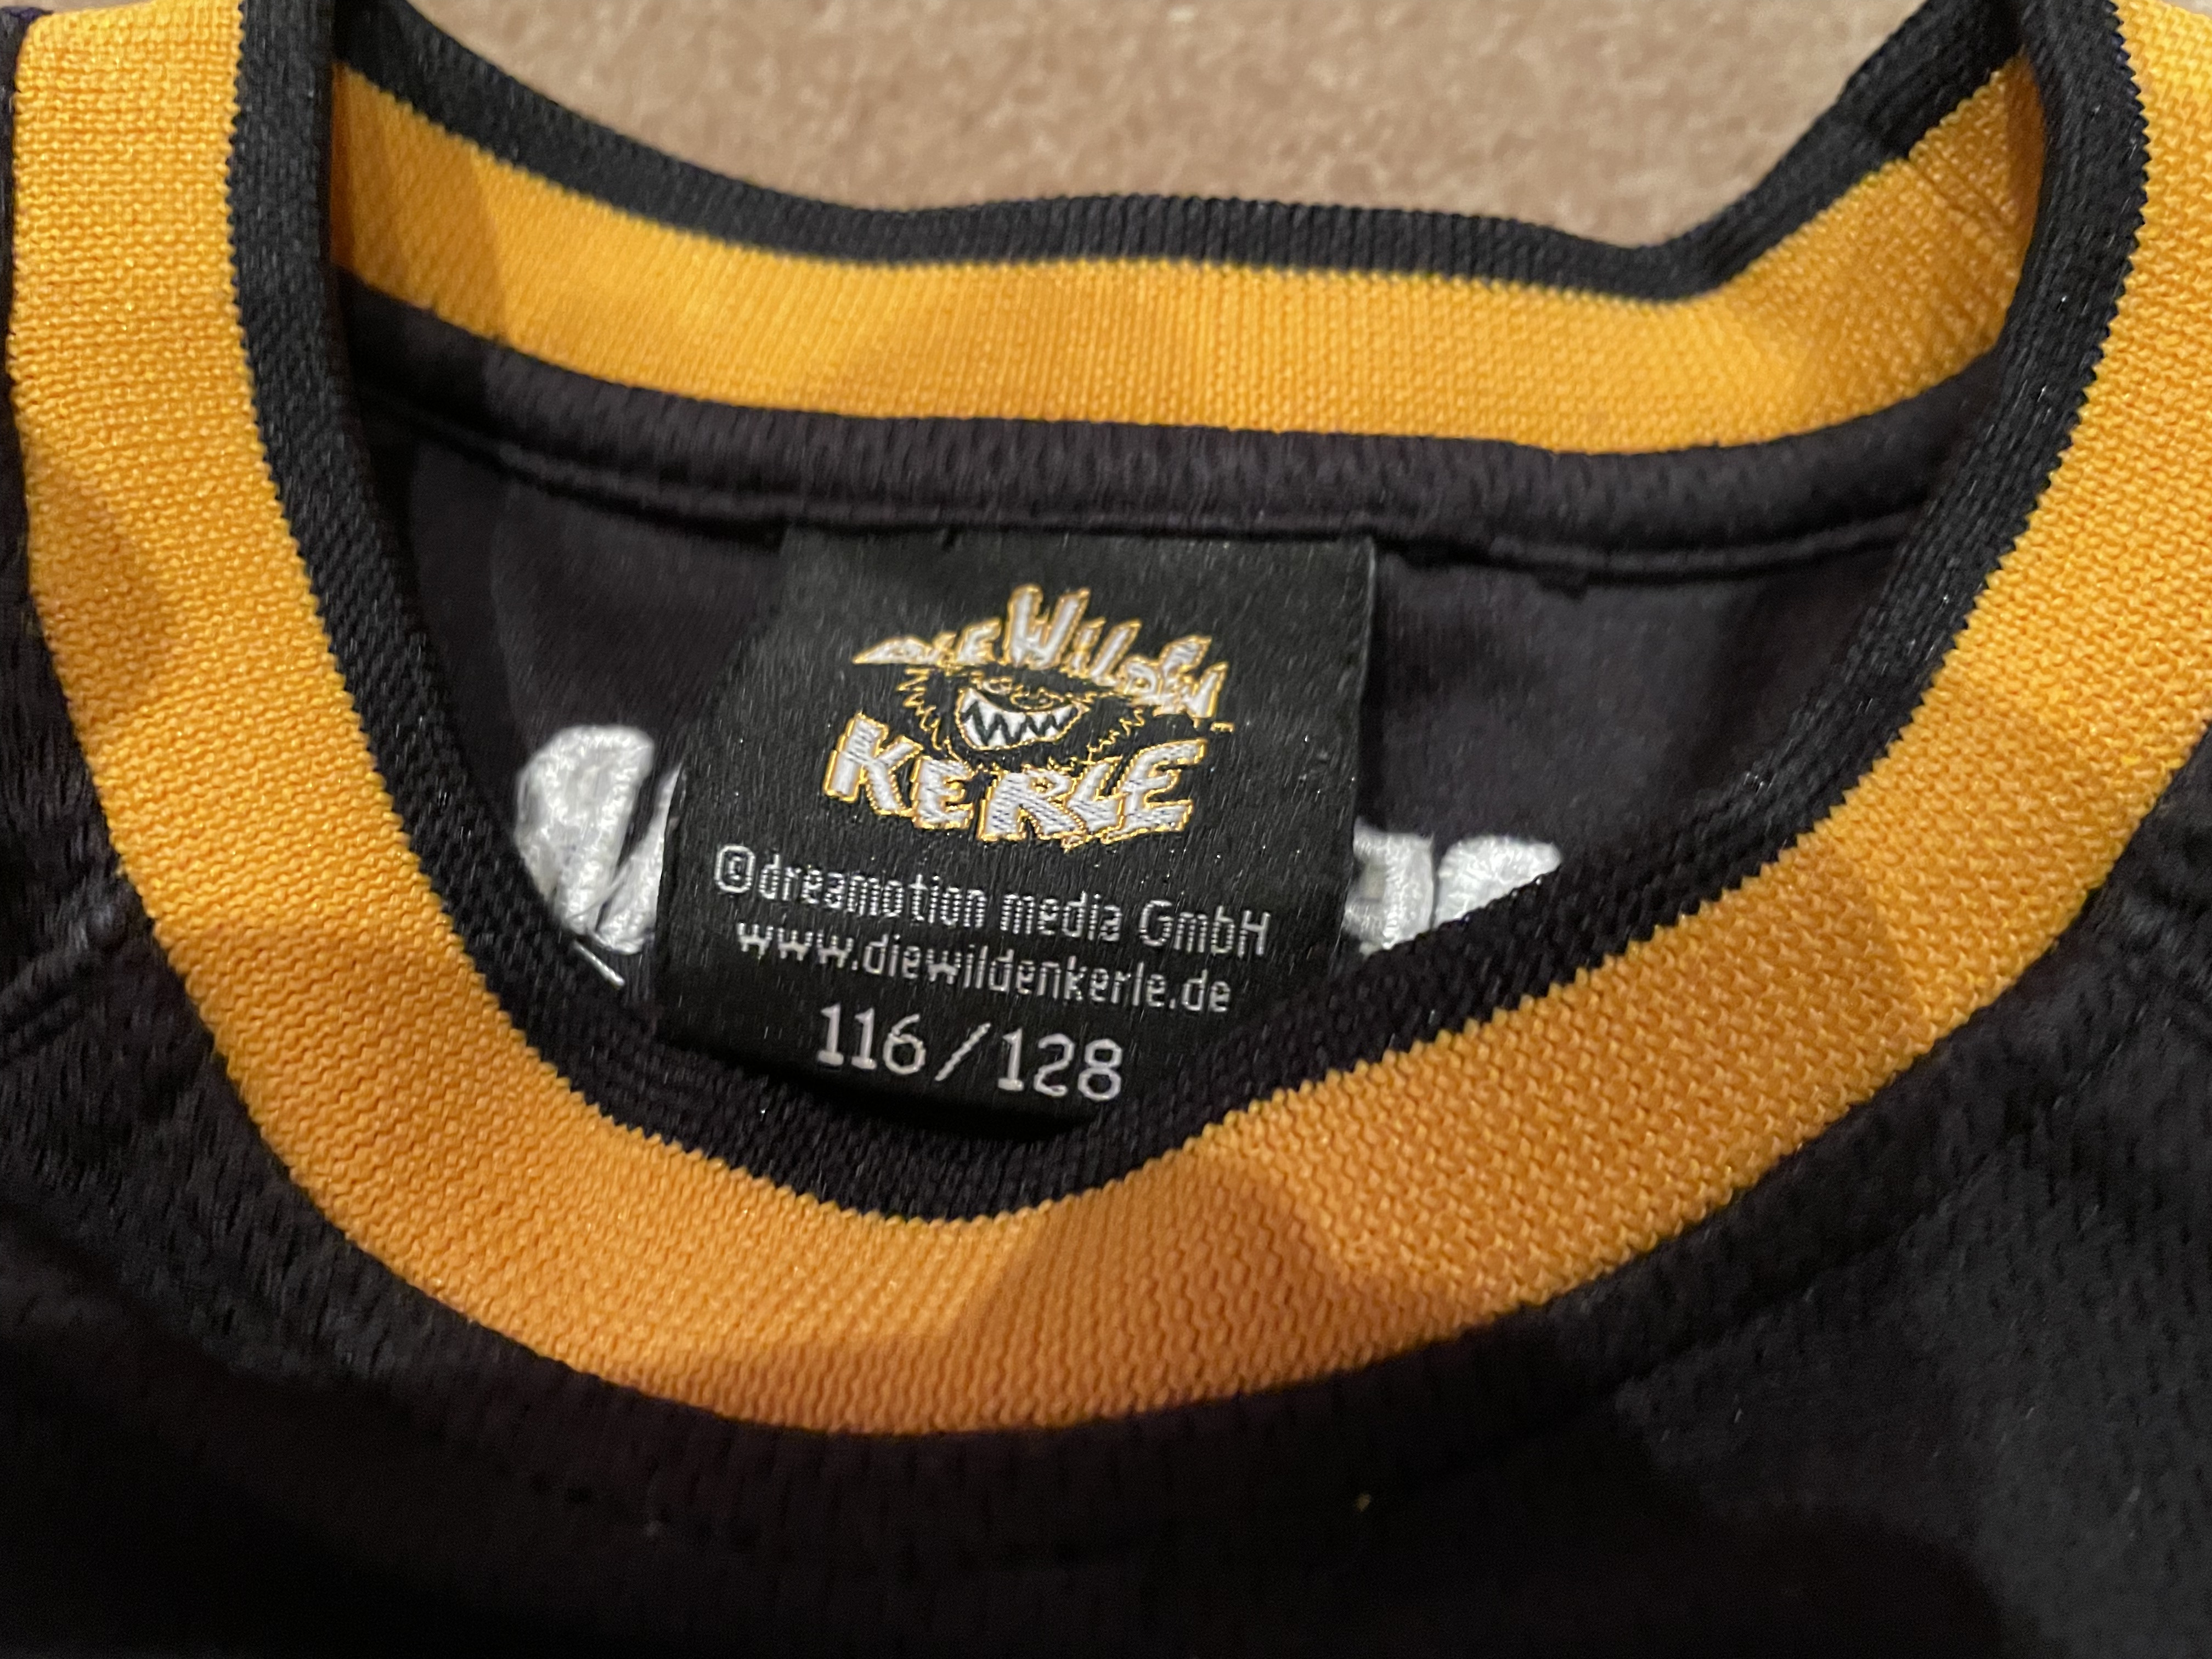 DIE WILDEN
KERLE
©dreamotion media GmbH
www.diewildenkerle.de
116/128